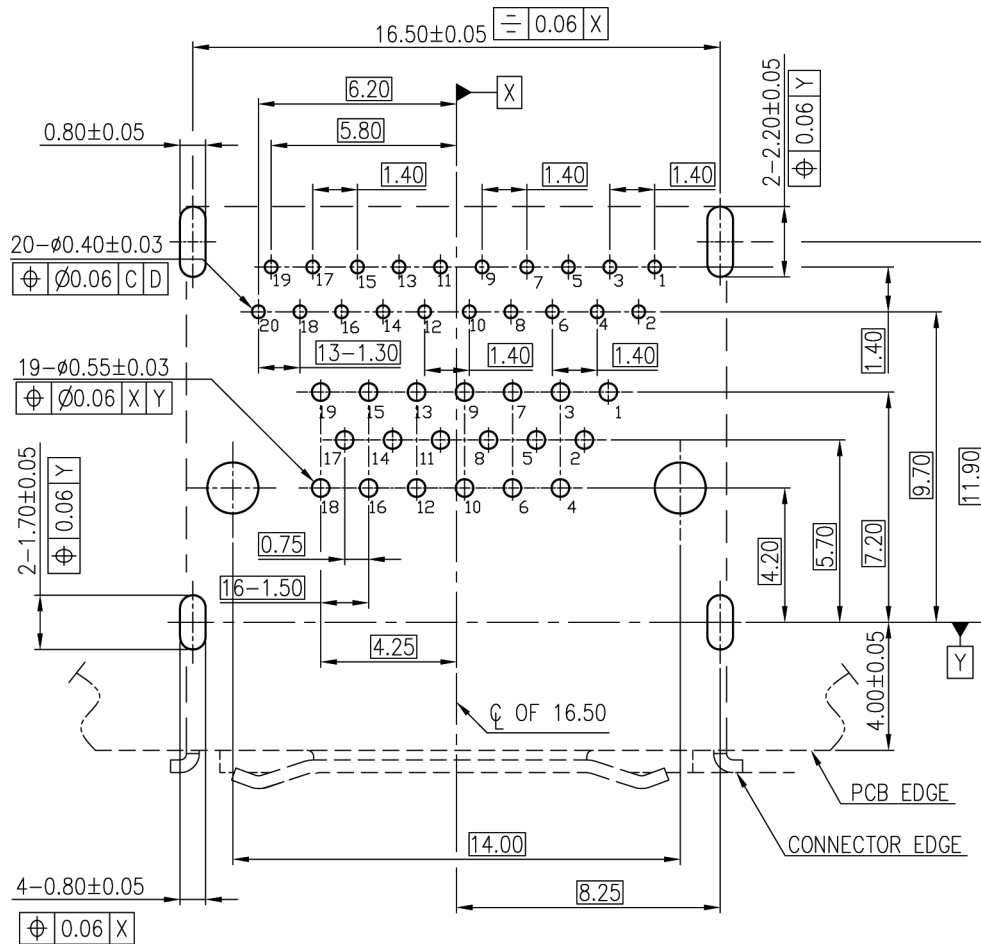 16.50±0.05 ⌯ 0.06 X
6.20
X
0.80±0.05
5.80
2-2.20±0.05
⌖ 0.06 Y
1.40 1.40 1.40
20-ø0.40±0.03
⌖ Ø0.06 C D
19 17 15 13 11 9 7 5 3 1
20 18 16 14 12 10 8 6 4 2
13-1.30 1.40 1.40
1.40
19-ø0.55±0.03
⌖ Ø0.06 X Y
19 15 13 9 7 3 1
17 14 11 8 5 2
18 16 12 10 6 4
9.70
11.90
7.20
5.70
4.20
2-1.70±0.05
⌖ 0.06 Y
0.75
16-1.50
4.25
Y
4.00±0.05
℄ OF 16.50
PCB EDGE
CONNECTOR EDGE
14.00
4-0.80±0.05
8.25
⌖ 0.06 X